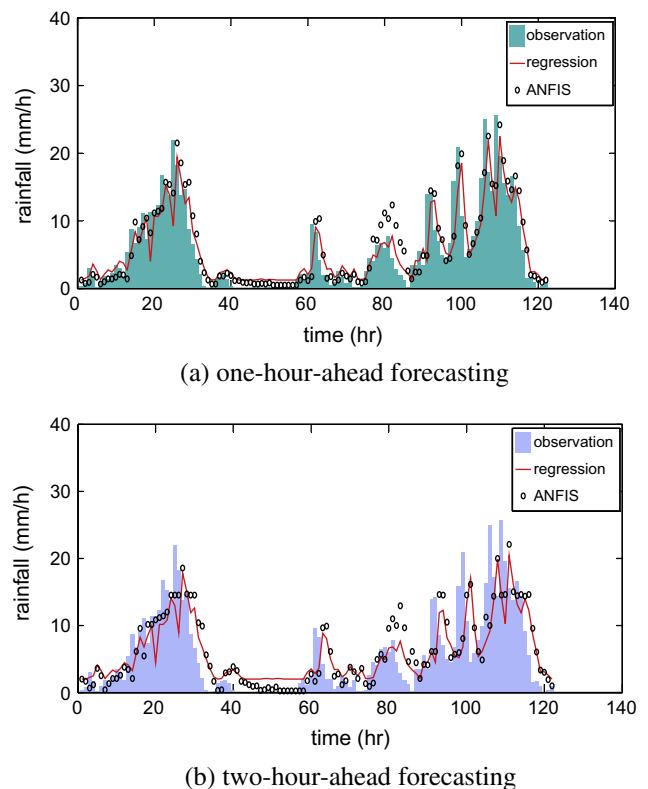 40
30
20
10
0
rainfall (mm/h)
observation
regression
ANFIS
0 20 40 60 80 100 120 140
time (hr)
(a) one-hour-ahead forecasting
40
30
20
10
0
rainfall (mm/h)
observation
regression
ANFIS
0 20 40 60 80 100 120 140
time (hr)
(b) two-hour-ahead forecasting